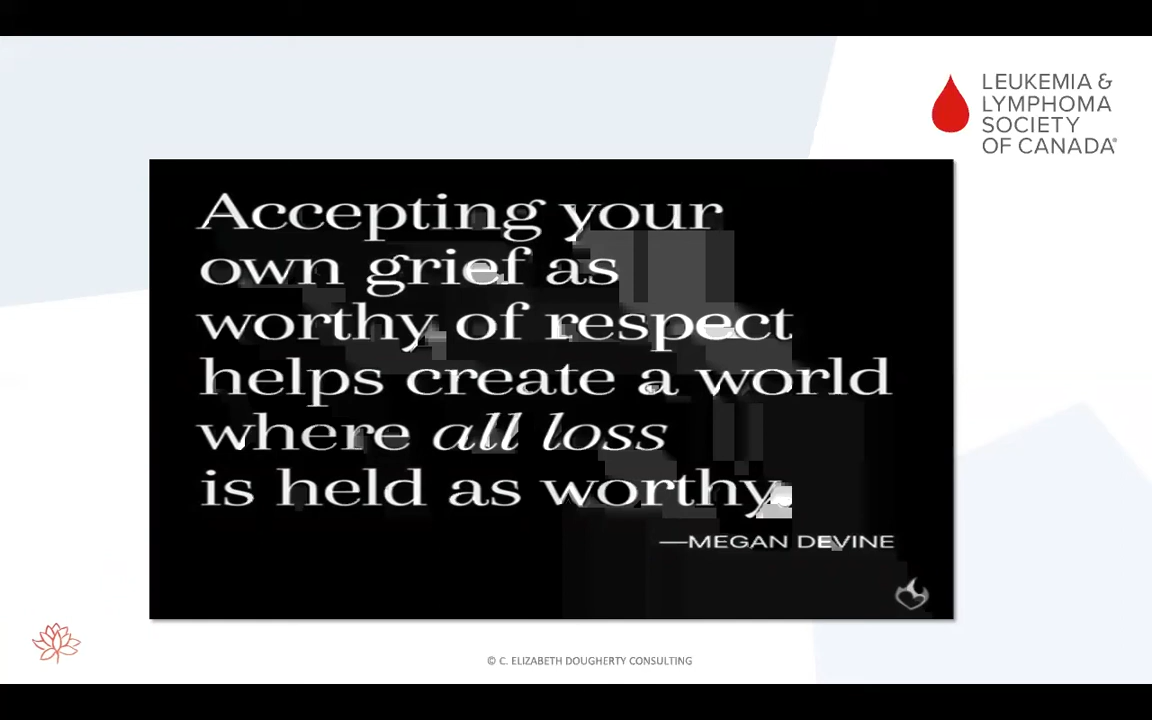 LEUKEMIA &
LYMPHOMA
SOCIETY
OF CANADA®
Accepting your
own grief as
worthy of respect
helps create a world
where all loss
is held as worthy.
—MEGAN DEVINE
© C. ELIZABETH DOUGHERTY CONSULTING